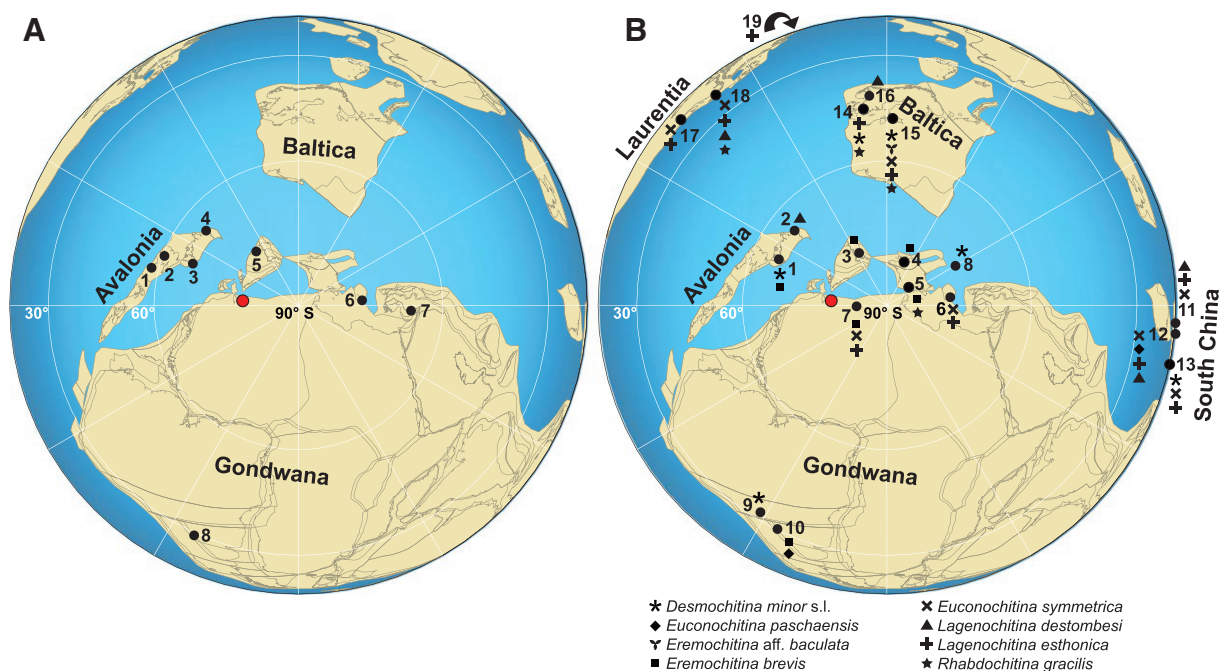 A
Baltica
Avalonia
4
1
2
3
5
6
7
30°
60°
90° S
Gondwana
8
B
19
Laurentia
18
17
16
14
15
Baltica
Avalonia
2
1
3
4
5
8
6
7
30°
60°
90° S
11
12
13
South China
Gondwana
9
10
Desmochitina minor s.l.
Euconochitina paschaensis
Eremochitina aff. baculata
Eremochitina brevis
Euconochitina symmetrica
Lagenochitina destombesi
Lagenochitina esthonica
Rhabdochitina gracilis